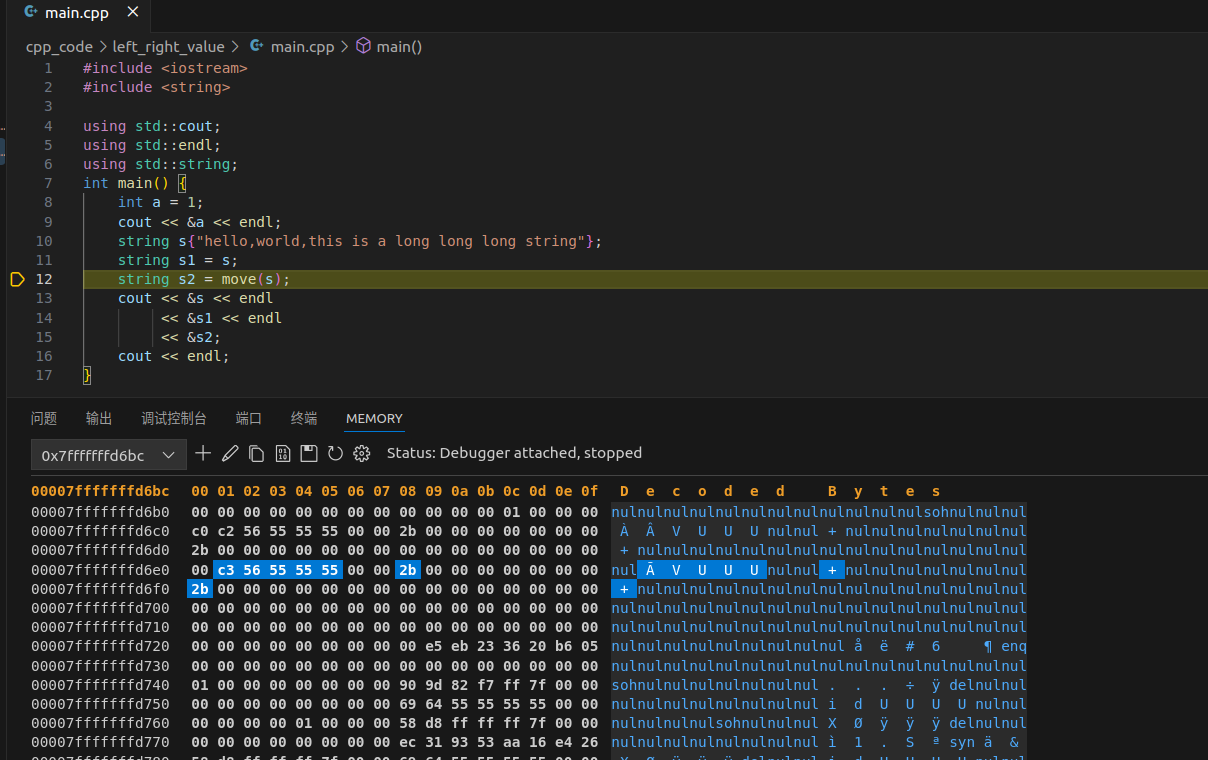 main.cpp ×
cpp_code > left_right_value > main.cpp > main()
1 #include <iostream>
2 #include <string>
3
4 using std::cout;
5 using std::endl;
6 using std::string;
7 int main() {
8 int a = 1;
9 cout << &a << endl;
10 string s{"hello,world,this is a long long long string"};
11 string s1 = s;
12 string s2 = move(s);
13 cout << &s << endl
14 << &s1 << endl
15 << &s2;
16 cout << endl;
17 }
问题 输出 调试控制台 端口 终端 MEMORY
0x7fffffffd6bc Status: Debugger attached, stopped
00007fffffffd6bc 00 01 02 03 04 05 06 07 08 09 0a 0b 0c 0d 0e 0f Decoded Bytes
00007fffffffd6b0 00 00 00 00 00 00 00 00 00 00 00 00 01 00 00 00 nulnulnulnulnulnulnulnulnulnulnulnulsohnulnulnul
00007fffffffd6c0 c0 c2 56 55 55 55 00 00 2b 00 00 00 00 00 00 00 À Â V U U U nulnul + nulnulnulnulnulnulnul
00007fffffffd6d0 2b 00 00 00 00 00 00 00 00 00 00 00 00 00 00 00 + nulnulnulnulnulnulnulnulnulnulnulnulnulnulnul
00007fffffffd6e0 00 c3 56 55 55 55 00 00 2b 00 00 00 00 00 00 00 nul Ã V U U U nulnul + nulnulnulnulnulnulnul
00007fffffffd6f0 2b 00 00 00 00 00 00 00 00 00 00 00 00 00 00 00 + nulnulnulnulnulnulnulnulnulnulnulnulnulnulnul
00007fffffffd700 00 00 00 00 00 00 00 00 00 00 00 00 00 00 00 00 nulnulnulnulnulnulnulnulnulnulnulnulnulnulnulnul
00007fffffffd710 00 00 00 00 00 00 00 00 00 00 00 00 00 00 00 00 nulnulnulnulnulnulnulnulnulnulnulnulnulnulnulnul
00007fffffffd720 00 00 00 00 00 00 00 00 00 e5 eb 23 36 20 b6 05 nulnulnulnulnulnulnulnulnul å ë # 6 ¶ enq
00007fffffffd730 00 00 00 00 00 00 00 00 00 00 00 00 00 00 00 00 nulnulnulnulnulnulnulnulnulnulnulnulnulnulnulnul
00007fffffffd740 01 00 00 00 00 00 00 00 90 9d 82 f7 ff 7f 00 00 sohnulnulnulnulnulnulnul . . . ÷ ÿ delnulnul
00007fffffffd750 00 00 00 00 00 00 00 00 69 64 55 55 55 55 00 00 nulnulnulnulnulnulnulnul i d U U U U nulnul
00007fffffffd760 00 00 00 00 01 00 00 00 58 d8 ff ff ff 7f 00 00 nulnulnulnulsohnulnulnul X Ø ÿ ÿ ÿ delnulnul
00007fffffffd770 00 00 00 00 00 00 00 00 ec 31 93 53 aa 16 e4 26 nulnulnulnulnulnulnulnul ì 1 . S ª syn ä &